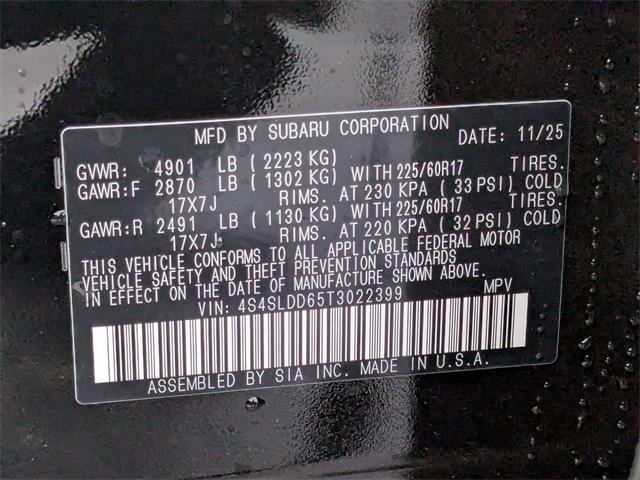 MFD BY SUBARU CORPORATION DATE: 11/25
GVWR: 4901 LB ( 2223 KG)
GAWR:F 2870 LB ( 1302 KG) WITH 225/60R17 TIRES.
17X7J RIMS. AT 230 KPA ( 33 PSI) COLD
GAWR:R 2491 LB ( 1130 KG) WITH 225/60R17 TIRES.
17X7J RIMS. AT 220 KPA ( 32 PSI) COLD
THIS VEHICLE CONFORMS TO ALL APPLICABLE FEDERAL MOTOR
VEHICLE SAFETY AND THEFT PREVENTION STANDARDS
IN EFFECT ON THE DATE OF MANUFACTURE SHOWN ABOVE.
VIN: 4S4SLDD65T3022399 MPV
ASSEMBLED BY SIA INC. MADE IN U.S.A.